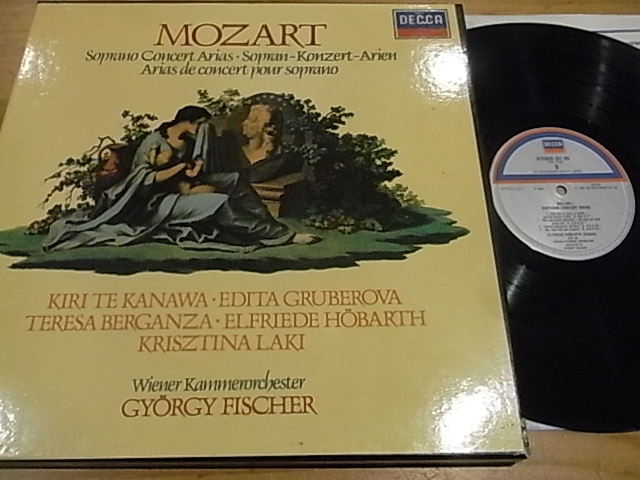 MOZART
DECCA
Soprano Concert Arias · Sopran-Konzert-Arien
Arias de concert pour soprano
KIRI TE KANAWA · EDITA GRUBEROVA
TERESA BERGANZA · ELFRIEDE HÖBARTH
KRISZTINA LAKI
Wiener Kammerorchester
GYÖRGY FISCHER
DECCA